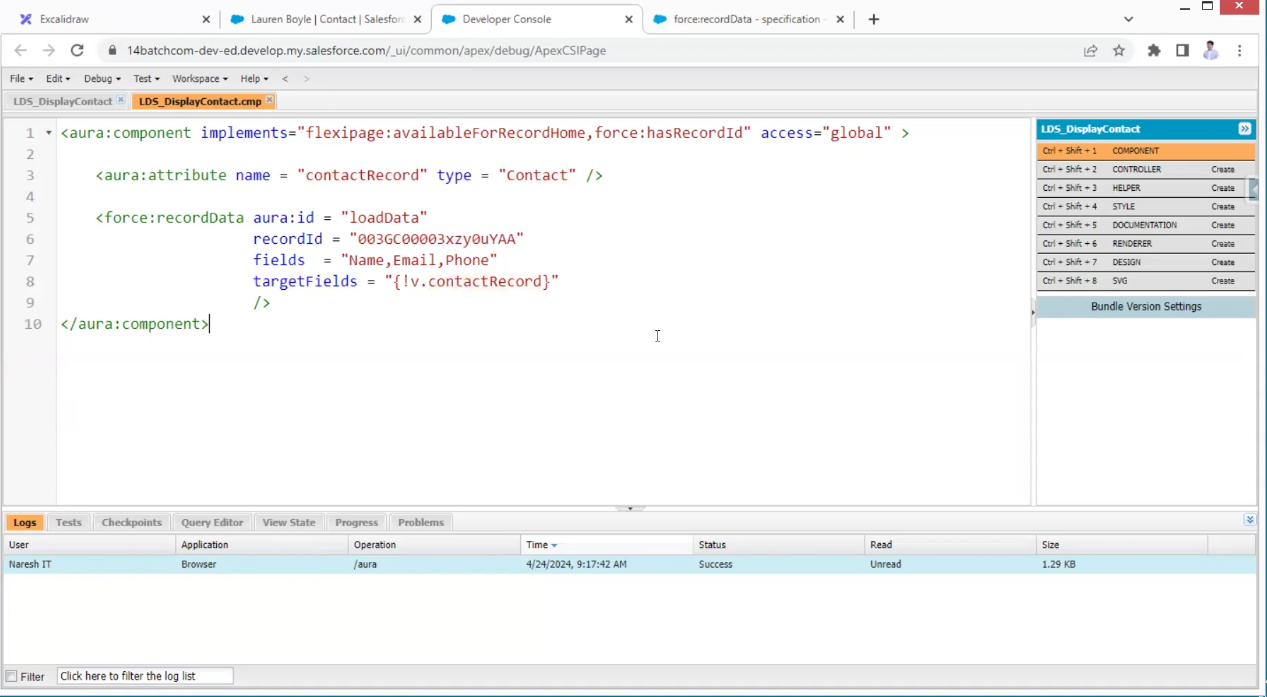 Excalidraw
Lauren Boyle | Contact | Salesfor
Developer Console
force:recordData - specification -
14batchcom-dev-ed.develop.my.salesforce.com/_ui/common/apex/debug/ApexCSIPage
File Edit Debug Test Workspace Help < >
LDS_DisplayContact LDS_DisplayContact.cmp
1 <aura:component implements="flexipage:availableForRecordHome,force:hasRecordId" access="global" >
2
3 <aura:attribute name = "contactRecord" type = "Contact" />
4
5 <force:recordData aura:id = "loadData"
6 recordId = "003GC00003xzy0uYAA"
7 fields = "Name,Email,Phone"
8 targetFields = "{!v.contactRecord}"
9 />
10 </aura:component>
LDS_DisplayContact
Ctrl + Shift + 1 COMPONENT
Ctrl + Shift + 2 CONTROLLER Create
Ctrl + Shift + 3 HELPER Create
Ctrl + Shift + 4 STYLE Create
Ctrl + Shift + 5 DOCUMENTATION Create
Ctrl + Shift + 6 RENDERER Create
Ctrl + Shift + 7 DESIGN Create
Ctrl + Shift + 8 SVG Create
Bundle Version Settings
Logs Tests Checkpoints Query Editor View State Progress Problems
User Application Operation Time Status Read Size
Naresh IT Browser /aura 4/24/2024, 9:17:42 AM Success Unread 1.29 KB
Filter Click here to filter the log list